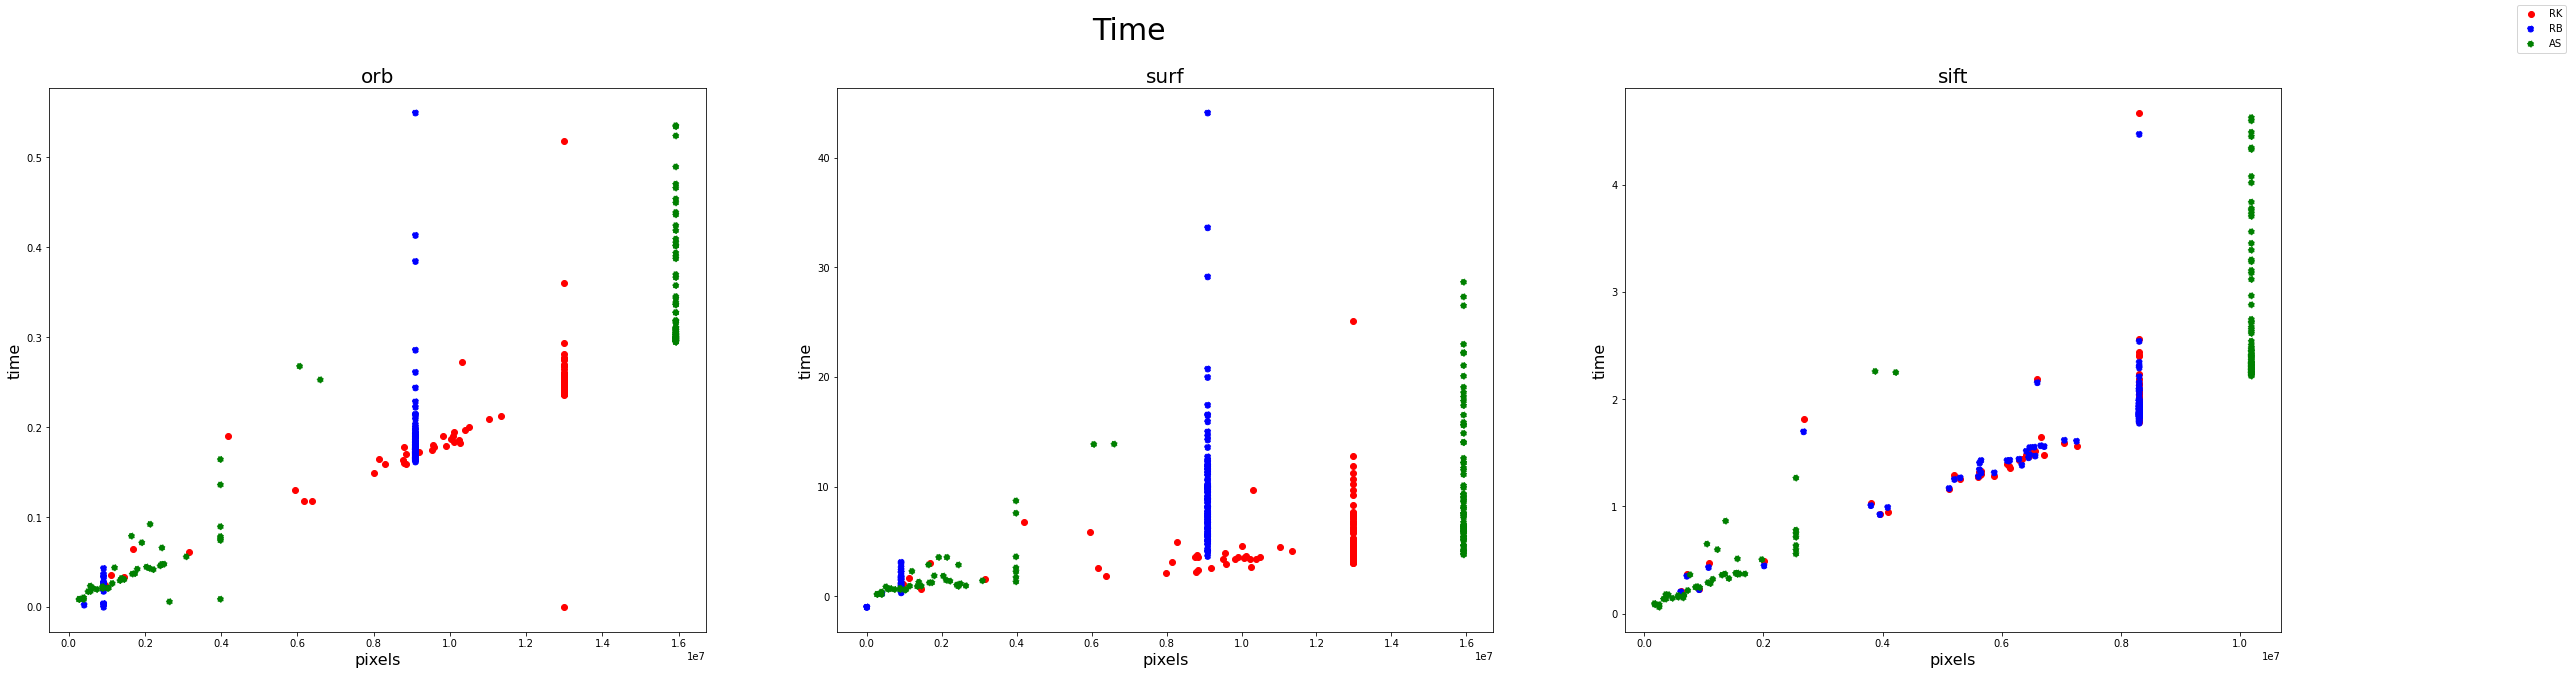 Time
RK
RB
AS
orb
time
0.5
0.4
0.3
0.2
0.1
0.0
0.0 0.2 0.4 0.6 0.8 1.0 1.2 1.4 1.6
1e7
pixels
surf
time
40
30
20
10
0
0.0 0.2 0.4 0.6 0.8 1.0 1.2 1.4 1.6
1e7
pixels
sift
time
4
3
2
1
0
0.0 0.2 0.4 0.6 0.8 1.0
1e7
pixels